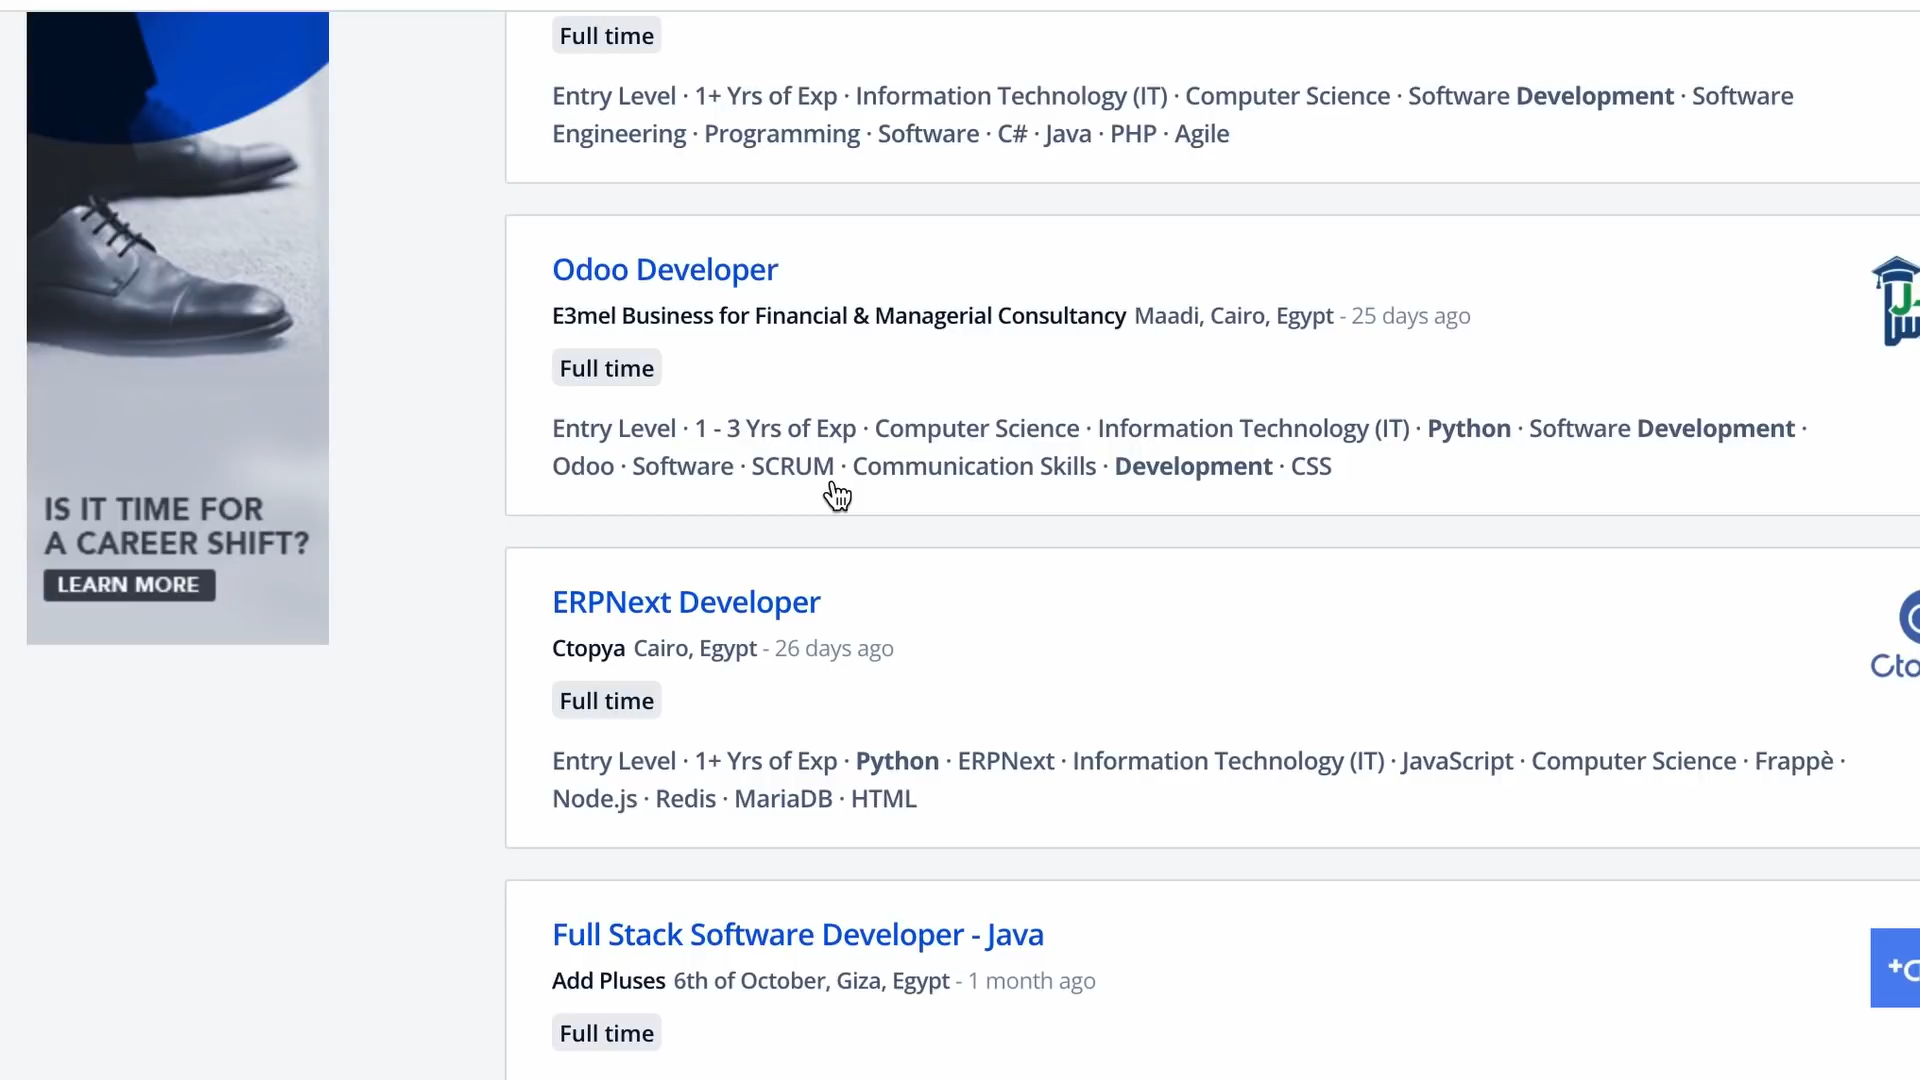 Full time
Entry Level · 1+ Yrs of Exp · Information Technology (IT) · Computer Science · Software Development · Software
Engineering · Programming · Software · C# · Java · PHP · Agile
Odoo Developer
E3mel Business for Financial & Managerial Consultancy Maadi, Cairo, Egypt - 25 days ago
Full time
Entry Level · 1 - 3 Yrs of Exp · Computer Science · Information Technology (IT) · Python · Software Development ·
Odoo · Software · SCRUM · Communication Skills · Development · CSS
IS IT TIME FOR
A CAREER SHIFT?
LEARN MORE
ERPNext Developer
Ctopya Cairo, Egypt - 26 days ago
Cto
Full time
Entry Level · 1+ Yrs of Exp · Python · ERPNext · Information Technology (IT) · JavaScript · Computer Science · Frappè ·
Node.js · Redis · MariaDB · HTML
Full Stack Software Developer - Java
Add Pluses 6th of October, Giza, Egypt - 1 month ago
Full time